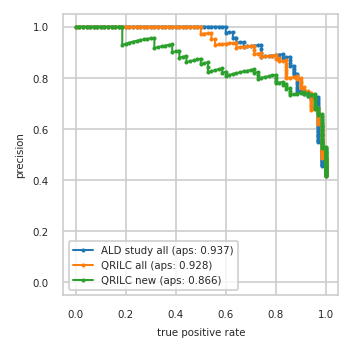 1.0
0.8
0.6
0.4
0.2
0.0
precision
ALD study all (aps: 0.937)
QRILC all (aps: 0.928)
QRILC new (aps: 0.866)
0.0 0.2 0.4 0.6 0.8 1.0
true positive rate